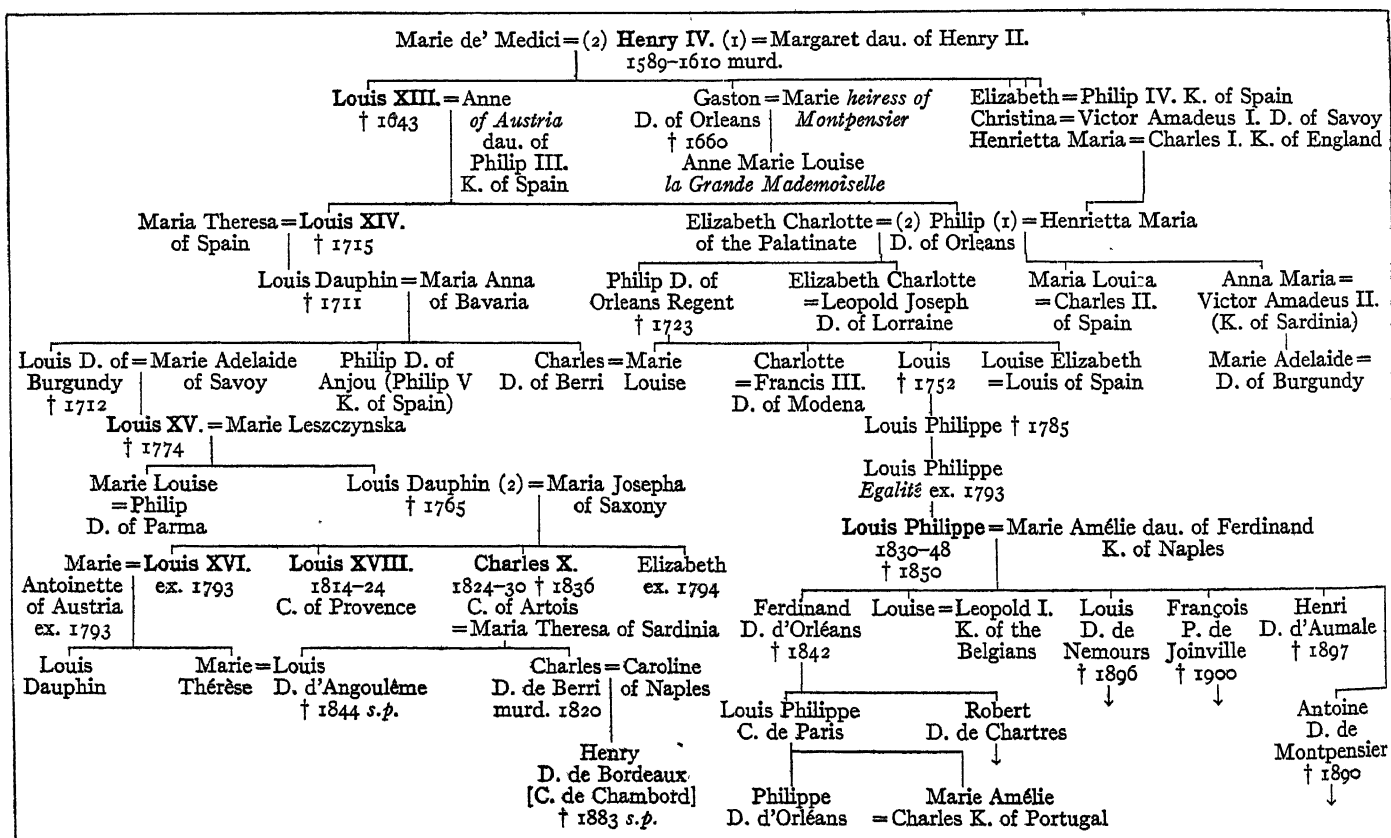 Marie de' Medici = (2) Henry IV. (1) = Margaret dau. of Henry II.
1589–1610 murd.
Louis XIII. = Anne
† 1643
of Austria
dau. of
Philip III.
K. of Spain
Gaston = Marie heiress of
D. of Orleans Montpensier
† 1660
Anne Marie Louise
la Grande Mademoiselle
Elizabeth = Philip IV. K. of Spain
Christina = Victor Amadeus I. D. of Savoy
Henrietta Maria = Charles I. K. of England
Maria Theresa = Louis XIV.
of Spain † 1715
Elizabeth Charlotte = (2) Philip (1) = Henrietta Maria
of the Palatinate D. of Orleans
Louis Dauphin = Maria Anna
† 1711 of Bavaria
Philip D. of
Orleans Regent
† 1723
Elizabeth Charlotte
= Leopold Joseph
D. of Lorraine
Maria Louisa
= Charles II.
of Spain
Anna Maria =
Victor Amadeus II.
(K. of Sardinia)
Louis D. of = Marie Adelaide
Burgundy of Savoy
† 1712
Philip D. of
Anjou (Philip V
K. of Spain)
Charles = Marie
D. of Berri Louise
Charlotte
= Francis III.
D. of Modena
Louis
† 1752
Louise Elizabeth
= Louis of Spain
Marie Adelaide =
D. of Burgundy
Louis XV. = Marie Leszczynska
† 1774
Louis Philippe † 1785
Marie Louise
= Philip
D. of Parma
Louis Dauphin (2) = Maria Josepha
† 1765 of Saxony
Louis Philippe
Egalité ex. 1793
Louis Philippe = Marie Amélie dau. of Ferdinand
1830–48 K. of Naples
† 1850
Marie = Louis XVI.
Antoinette ex. 1793
of Austria
ex. 1793
Louis XVIII.
1814–24
C. of Provence
Charles X.
1824–30 † 1836
C. of Artois
= Maria Theresa of Sardinia
Elizabeth
ex. 1794
Ferdinand
D. d'Orléans
† 1842
Louise = Leopold I.
K. of the
Belgians
Louis
D. de
Nemours
† 1896
François
P. de
Joinville
† 1900
Henri
D. d'Aumale
† 1897
Louis
Dauphin
Marie = Louis
Thérèse D. d'Angoulême
† 1844 s.p.
Charles = Caroline
D. de Berri of Naples
murd. 1820
Louis Philippe
C. de Paris
Robert
D. de Chartres
Antoine
D. de
Montpensier
† 1890
Henry
D. de Bordeaux
[C. de Chambord]
† 1883 s.p.
Philippe
D. d'Orléans
Marie Amélie
= Charles K. of Portugal